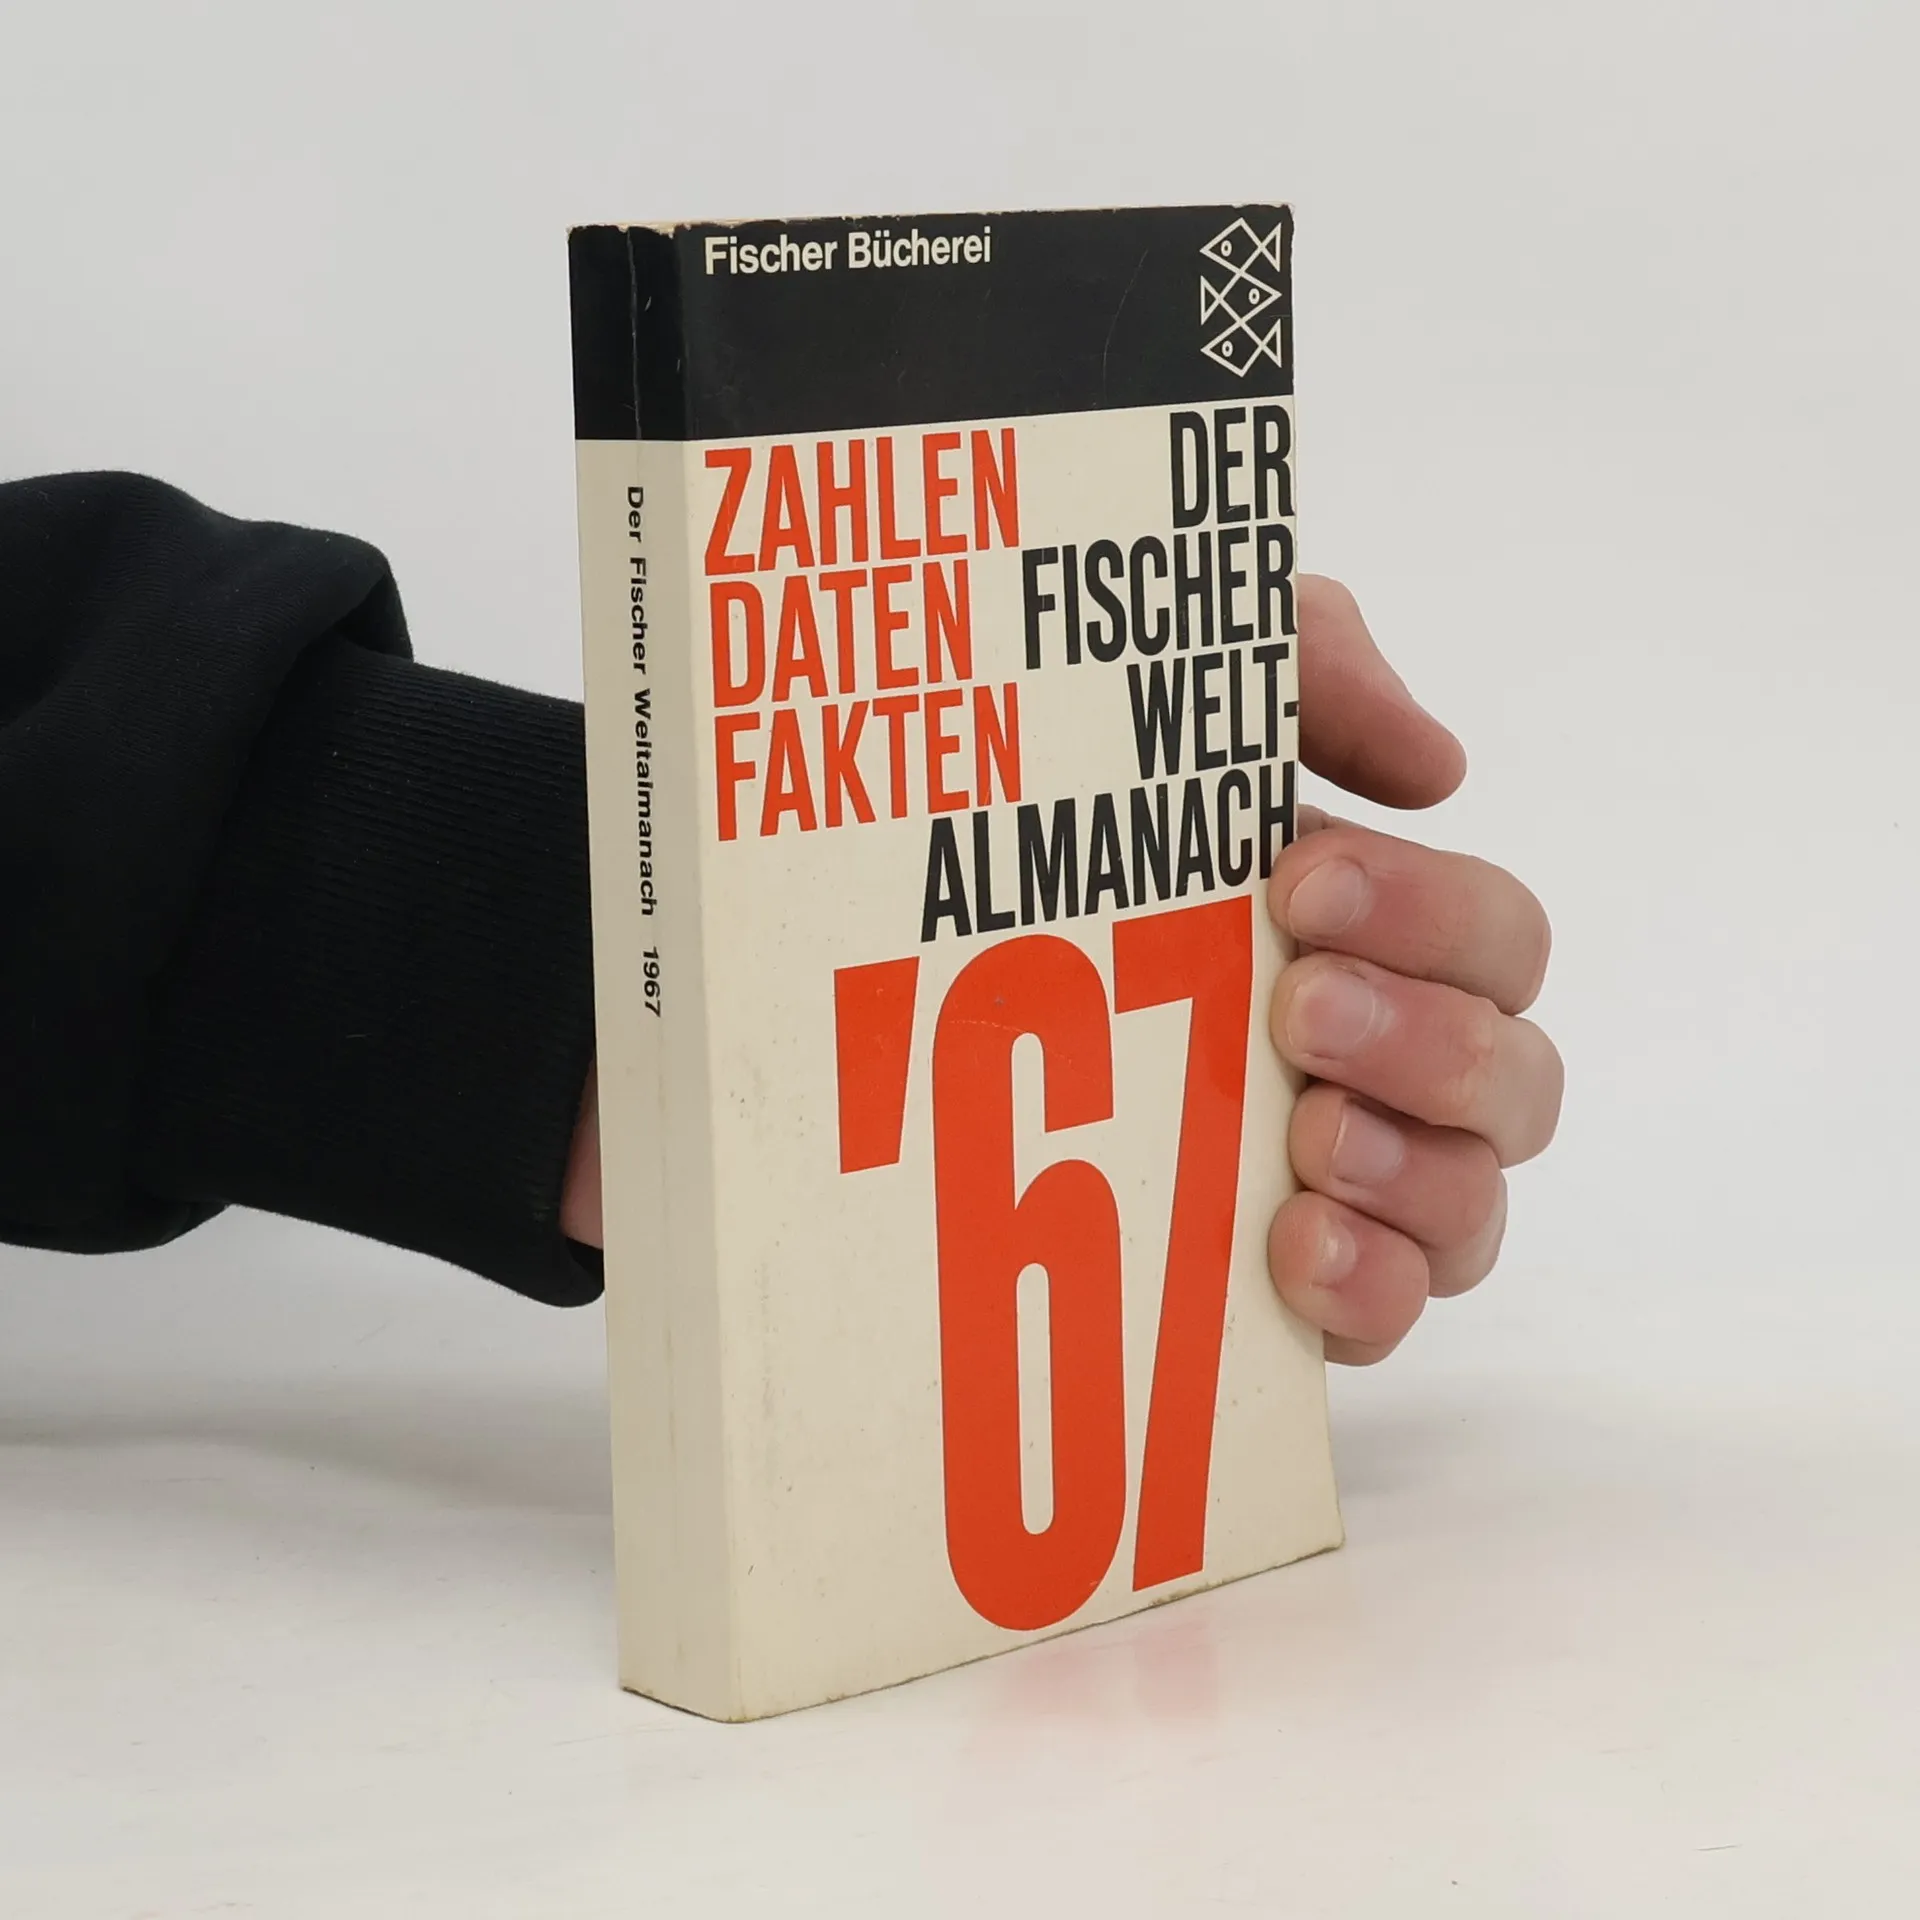 Fischer Bücherei
ZAHLEN
DATEN
FAKTEN
DER
FISCHER
WELT-
ALMANACH
'67
Der Fischer Weltalmanach 1967